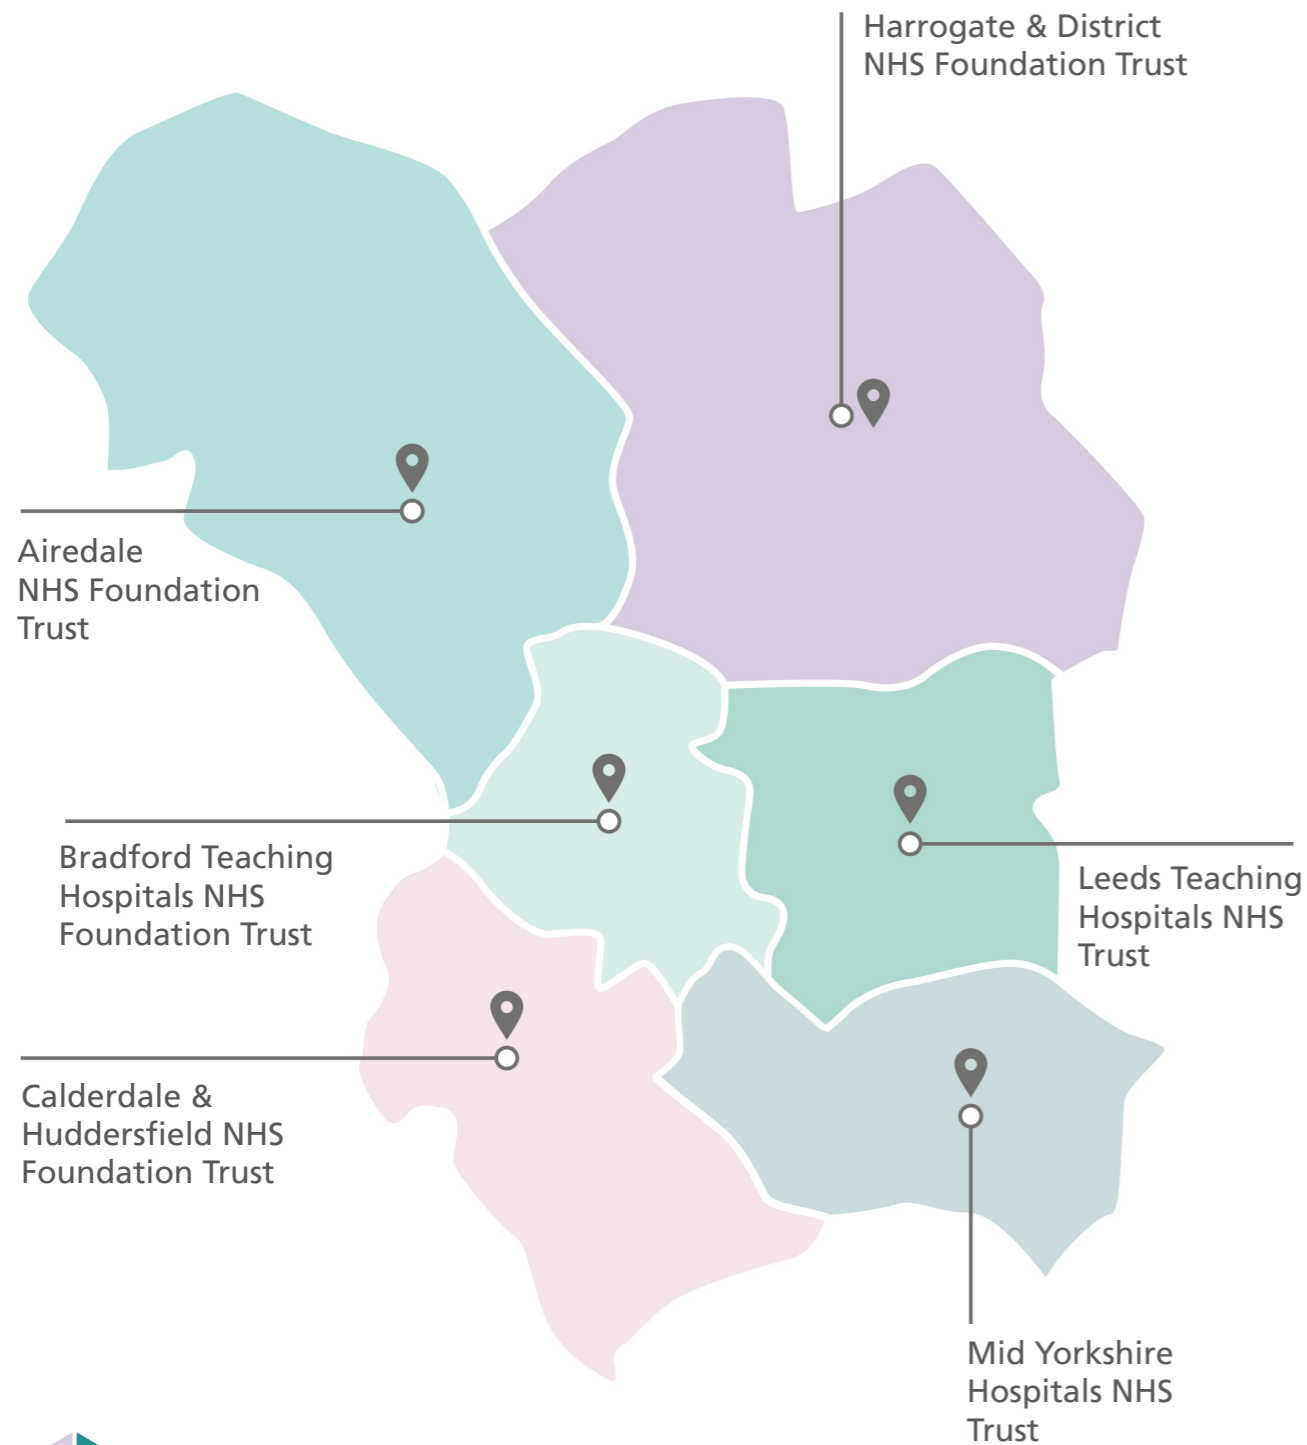 Harrogate & District
NHS Foundation Trust
Airedale
NHS Foundation
Trust
Bradford Teaching
Hospitals NHS
Foundation Trust
Leeds Teaching
Hospitals NHS
Trust
Calderdale &
Huddersfield NHS
Foundation Trust
Mid Yorkshire
Hospitals NHS
Trust